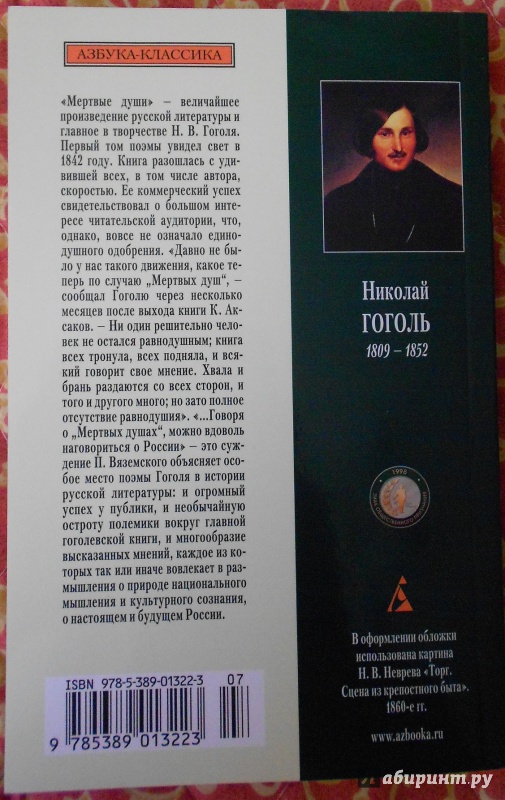 АЗБУКА-КЛАССИКА
«Мертвые души» – величайшее
произведение русской литературы и
главное в творчестве Н. В. Гоголя.
Первый том поэмы увидел свет в
1842 году. Книга разошлась с уди-
вившей всех, в том числе автора,
скоростью. Ее коммерческий успех
свидетельствовал о большом инте-
ресе читательской аудитории, что,
однако, вовсе не означало едино-
душного одобрения. «Давно не бы-
ло у нас такого движения, какое те-
перь по случаю „Мертвых душ“, –
сообщал Гоголю через несколько
месяцев после выхода книги К. Ак-
саков. – Ни один решительно чело-
век не остался равнодушным; книга
всех тронула, всех подняла, и вся-
кий говорит свое мнение. Хвала и
брань раздаются со всех сторон, и
того и другого много; но зато полное
отсутствие равнодушия». «...Говоря
о „Мертвых душах“, можно вдоволь
наговориться о России» – это суж-
дение П. Вяземского объясняет осо-
бое место поэмы Гоголя в истории
русской литературы: и огромный
успех у публики, и необычайную
остроту полемики вокруг главной
гоголевской книги, и многообразие
высказанных мнений, каждое из ко-
торых так или иначе вовлекает в раз-
мышления о природе национального
мышления и культурного сознания,
о настоящем и будущем России.
ISBN 978-5-389-01322-3 07
9 785389 013223
Николай
ГОГОЛЬ
1809 – 1852
1998
В оформлении обложки
использована картина
Н. В. Неврева «Торг.
Сцена из крепостного быта».
1860-е гг.
www.azbooka.ru
абиринт.ру